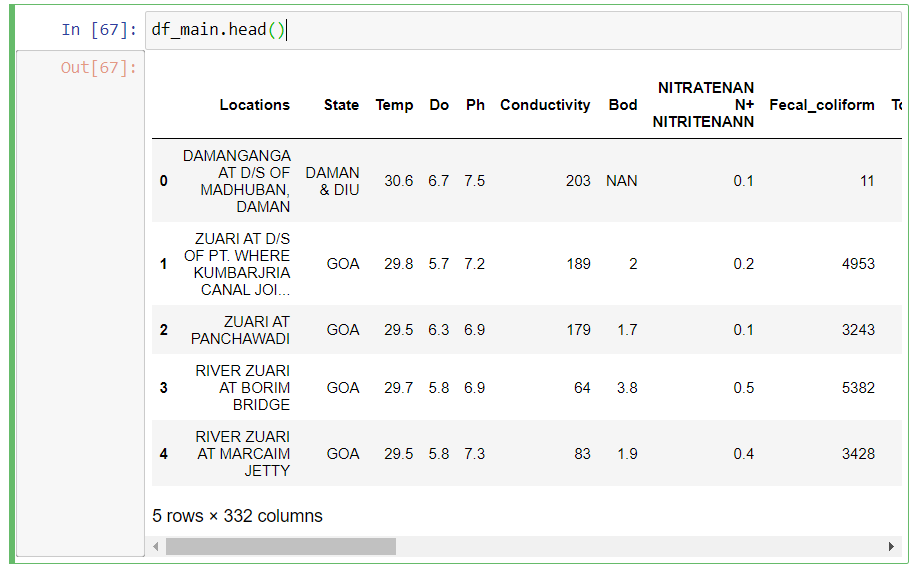 In [67]: df_main.head()
Out[67]:
Locations State Temp Do Ph Conductivity Bod NITRATENAN N+ NITRITENANN Fecal_coliform
0 DAMANGANGA AT D/S OF MADHUBAN, DAMAN DAMAN & DIU 30.6 6.7 7.5 203 NAN 0.1 11
1 ZUARI AT D/S OF PT. WHERE KUMBARJRIA CANAL JOI... GOA 29.8 5.7 7.2 189 2 0.2 4953
2 ZUARI AT PANCHAWADI GOA 29.5 6.3 6.9 179 1.7 0.1 3243
3 RIVER ZUARI AT BORIM BRIDGE GOA 29.7 5.8 6.9 64 3.8 0.5 5382
4 RIVER ZUARI AT MARCAIM JETTY GOA 29.5 5.8 7.3 83 1.9 0.4 3428
5 rows × 332 columns